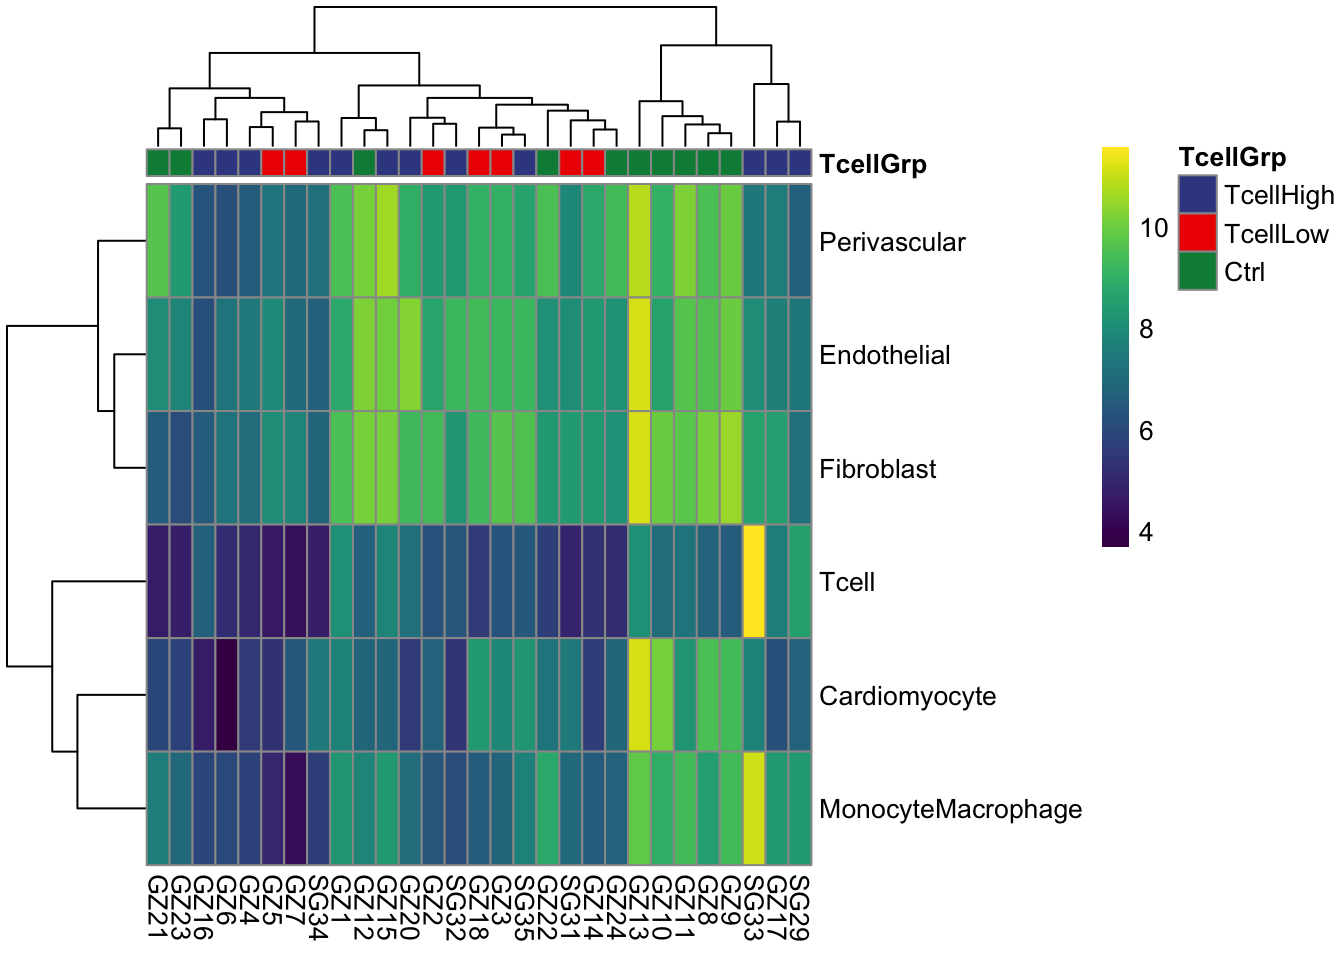 TcellGrp
Perivascular
Endothelial
Fibroblast
Tcell
Cardiomyocyte
MonocyteMacrophage
GZ21
GZ23
GZ16
GZ6
GZ4
GZ5
GZ7
SG34
GZ1
GZ12
GZ15
GZ20
GZ2
SG32
GZ18
GZ3
SG35
GZ22
SG31
GZ14
GZ24
GZ13
GZ10
GZ11
GZ8
GZ9
SG33
GZ17
SG29
10
8
6
4
TcellGrp
TcellHigh
TcellLow
Ctrl